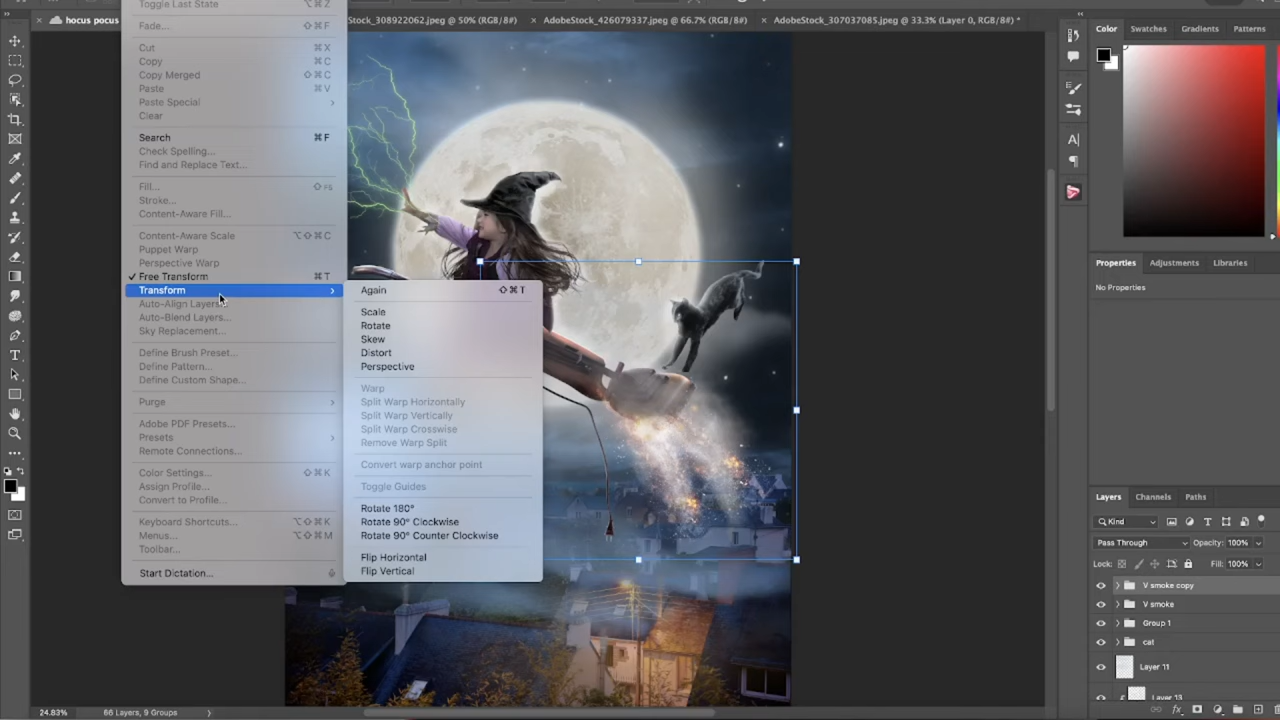 Toggle Last State ⌥⌘Z
hocus pocus
_Stock_308922062.jpeg @ 50% (RGB/8#)
AdobeStock_426079337.jpeg @ 66.7% (RGB/8#)
AdobeStock_307037085.jpeg @ 33.3% (Layer 0, RGB/8#) *
Fade... ⇧⌘F
Cut ⌘X
Copy ⌘C
Copy Merged ⇧⌘C
Paste ⌘V
Paste Special
Clear
Search ⌘F
Check Spelling...
Find and Replace Text...
Fill... ⇧F5
Stroke...
Content-Aware Fill...
Content-Aware Scale ⌥⇧⌘C
Puppet Warp
Perspective Warp
✓ Free Transform ⌘T
Transform
Auto-Align Layers...
Auto-Blend Layers...
Sky Replacement...
Define Brush Preset...
Define Pattern...
Define Custom Shape...
Purge
Adobe PDF Presets...
Presets
Remote Connections...
Color Settings... ⇧⌘K
Assign Profile...
Convert to Profile...
Keyboard Shortcuts... ⌥⇧⌘K
Menus... ⌥⇧⌘M
Toolbar...
Start Dictation...
Again ⇧⌘T
Scale
Rotate
Skew
Distort
Perspective
Warp
Split Warp Horizontally
Split Warp Vertically
Split Warp Crosswise
Remove Warp Split
Convert warp anchor point
Toggle Guides
Rotate 180°
Rotate 90° Clockwise
Rotate 90° Counter Clockwise
Flip Horizontal
Flip Vertical
Color Swatches Gradients Patterns
Properties Adjustments Libraries
No Properties
Layers Channels Paths
Kind
Pass Through Opacity: 100%
Lock: Fill: 100%
V smoke copy
V smoke
Group 1
cat
Layer 11
Layer 13
24.83% 66 Layers, 9 Groups